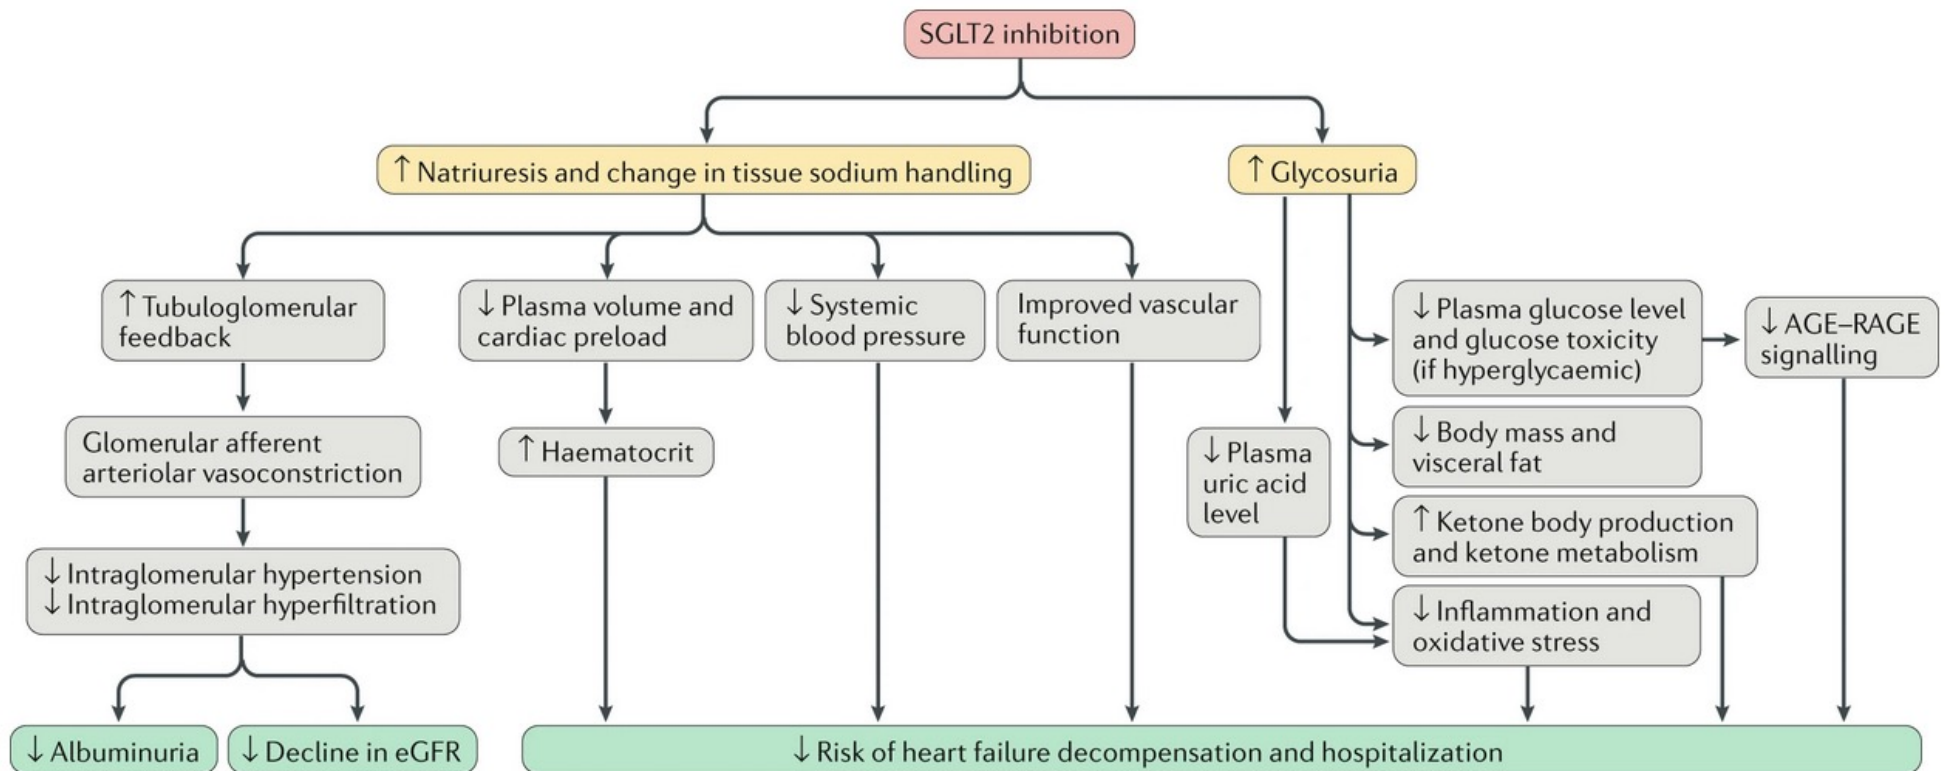 SGLT2 inhibition
↑ Natriuresis and change in tissue sodium handling
↑ Glycosuria
↑ Tubuloglomerular
feedback
↓ Plasma volume and
cardiac preload
↓ Systemic
blood pressure
Improved vascular
function
↓ Plasma glucose level
and glucose toxicity
(if hyperglycaemic)
↓ AGE–RAGE
signalling
Glomerular afferent
arteriolar vasoconstriction
↑ Haematocrit
↓ Plasma
uric acid
level
↓ Body mass and
visceral fat
↑ Ketone body production
and ketone metabolism
↓ Intraglomerular hypertension
↓ Intraglomerular hyperfiltration
↓ Inflammation and
oxidative stress
↓ Albuminuria
↓ Decline in eGFR
↓ Risk of heart failure decompensation and hospitalization